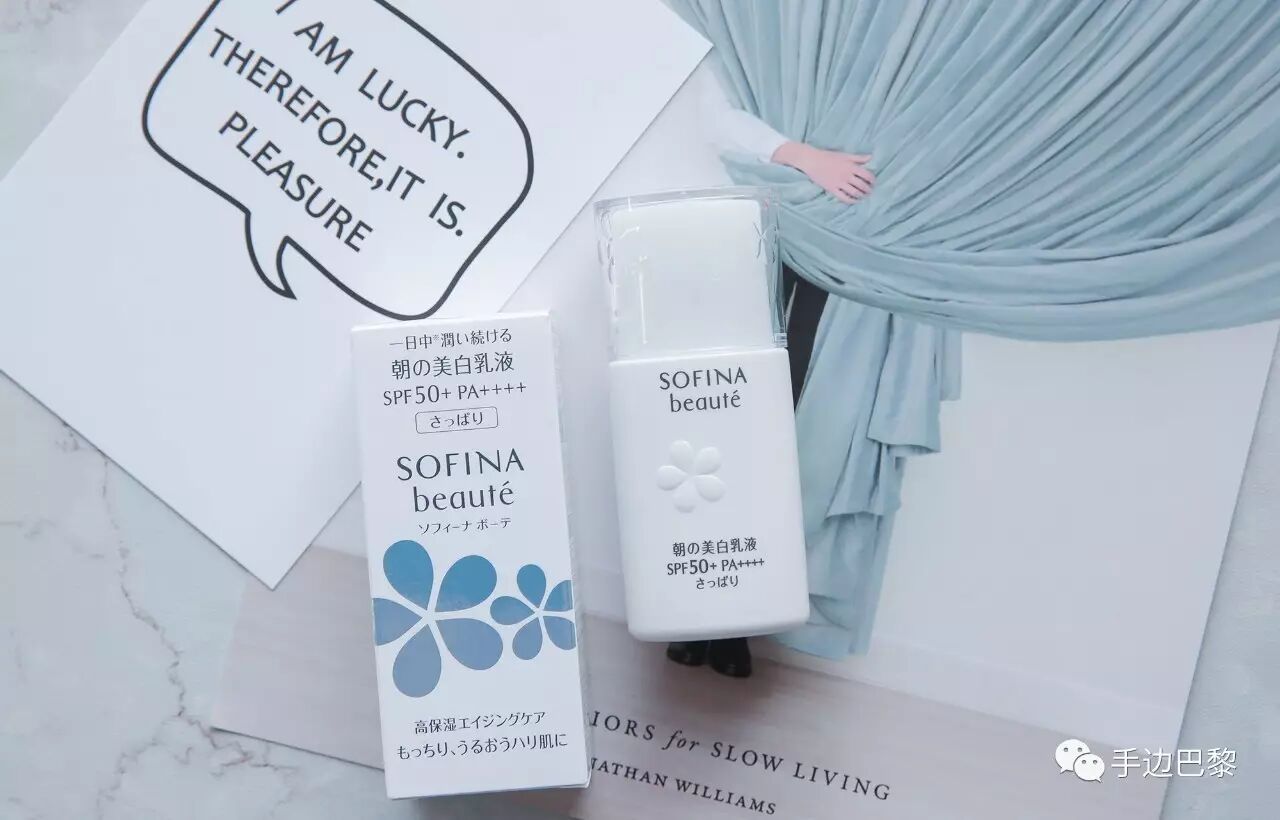 I AM LUCKY.
THEREFORE,IT IS.
PLEASURE
一日中※潤い続ける
朝の美白乳液
SPF50+ PA++++
さっぱり
SOFINA
beauté
ソフィーナ ボーテ
高保湿エイジングケア
もっちり、うるおうハリ肌に
SOFINA
beauté
朝の美白乳液
SPF50+ PA++++
さっぱり
for SLOW LIVING
WILLIAMS
手边巴黎